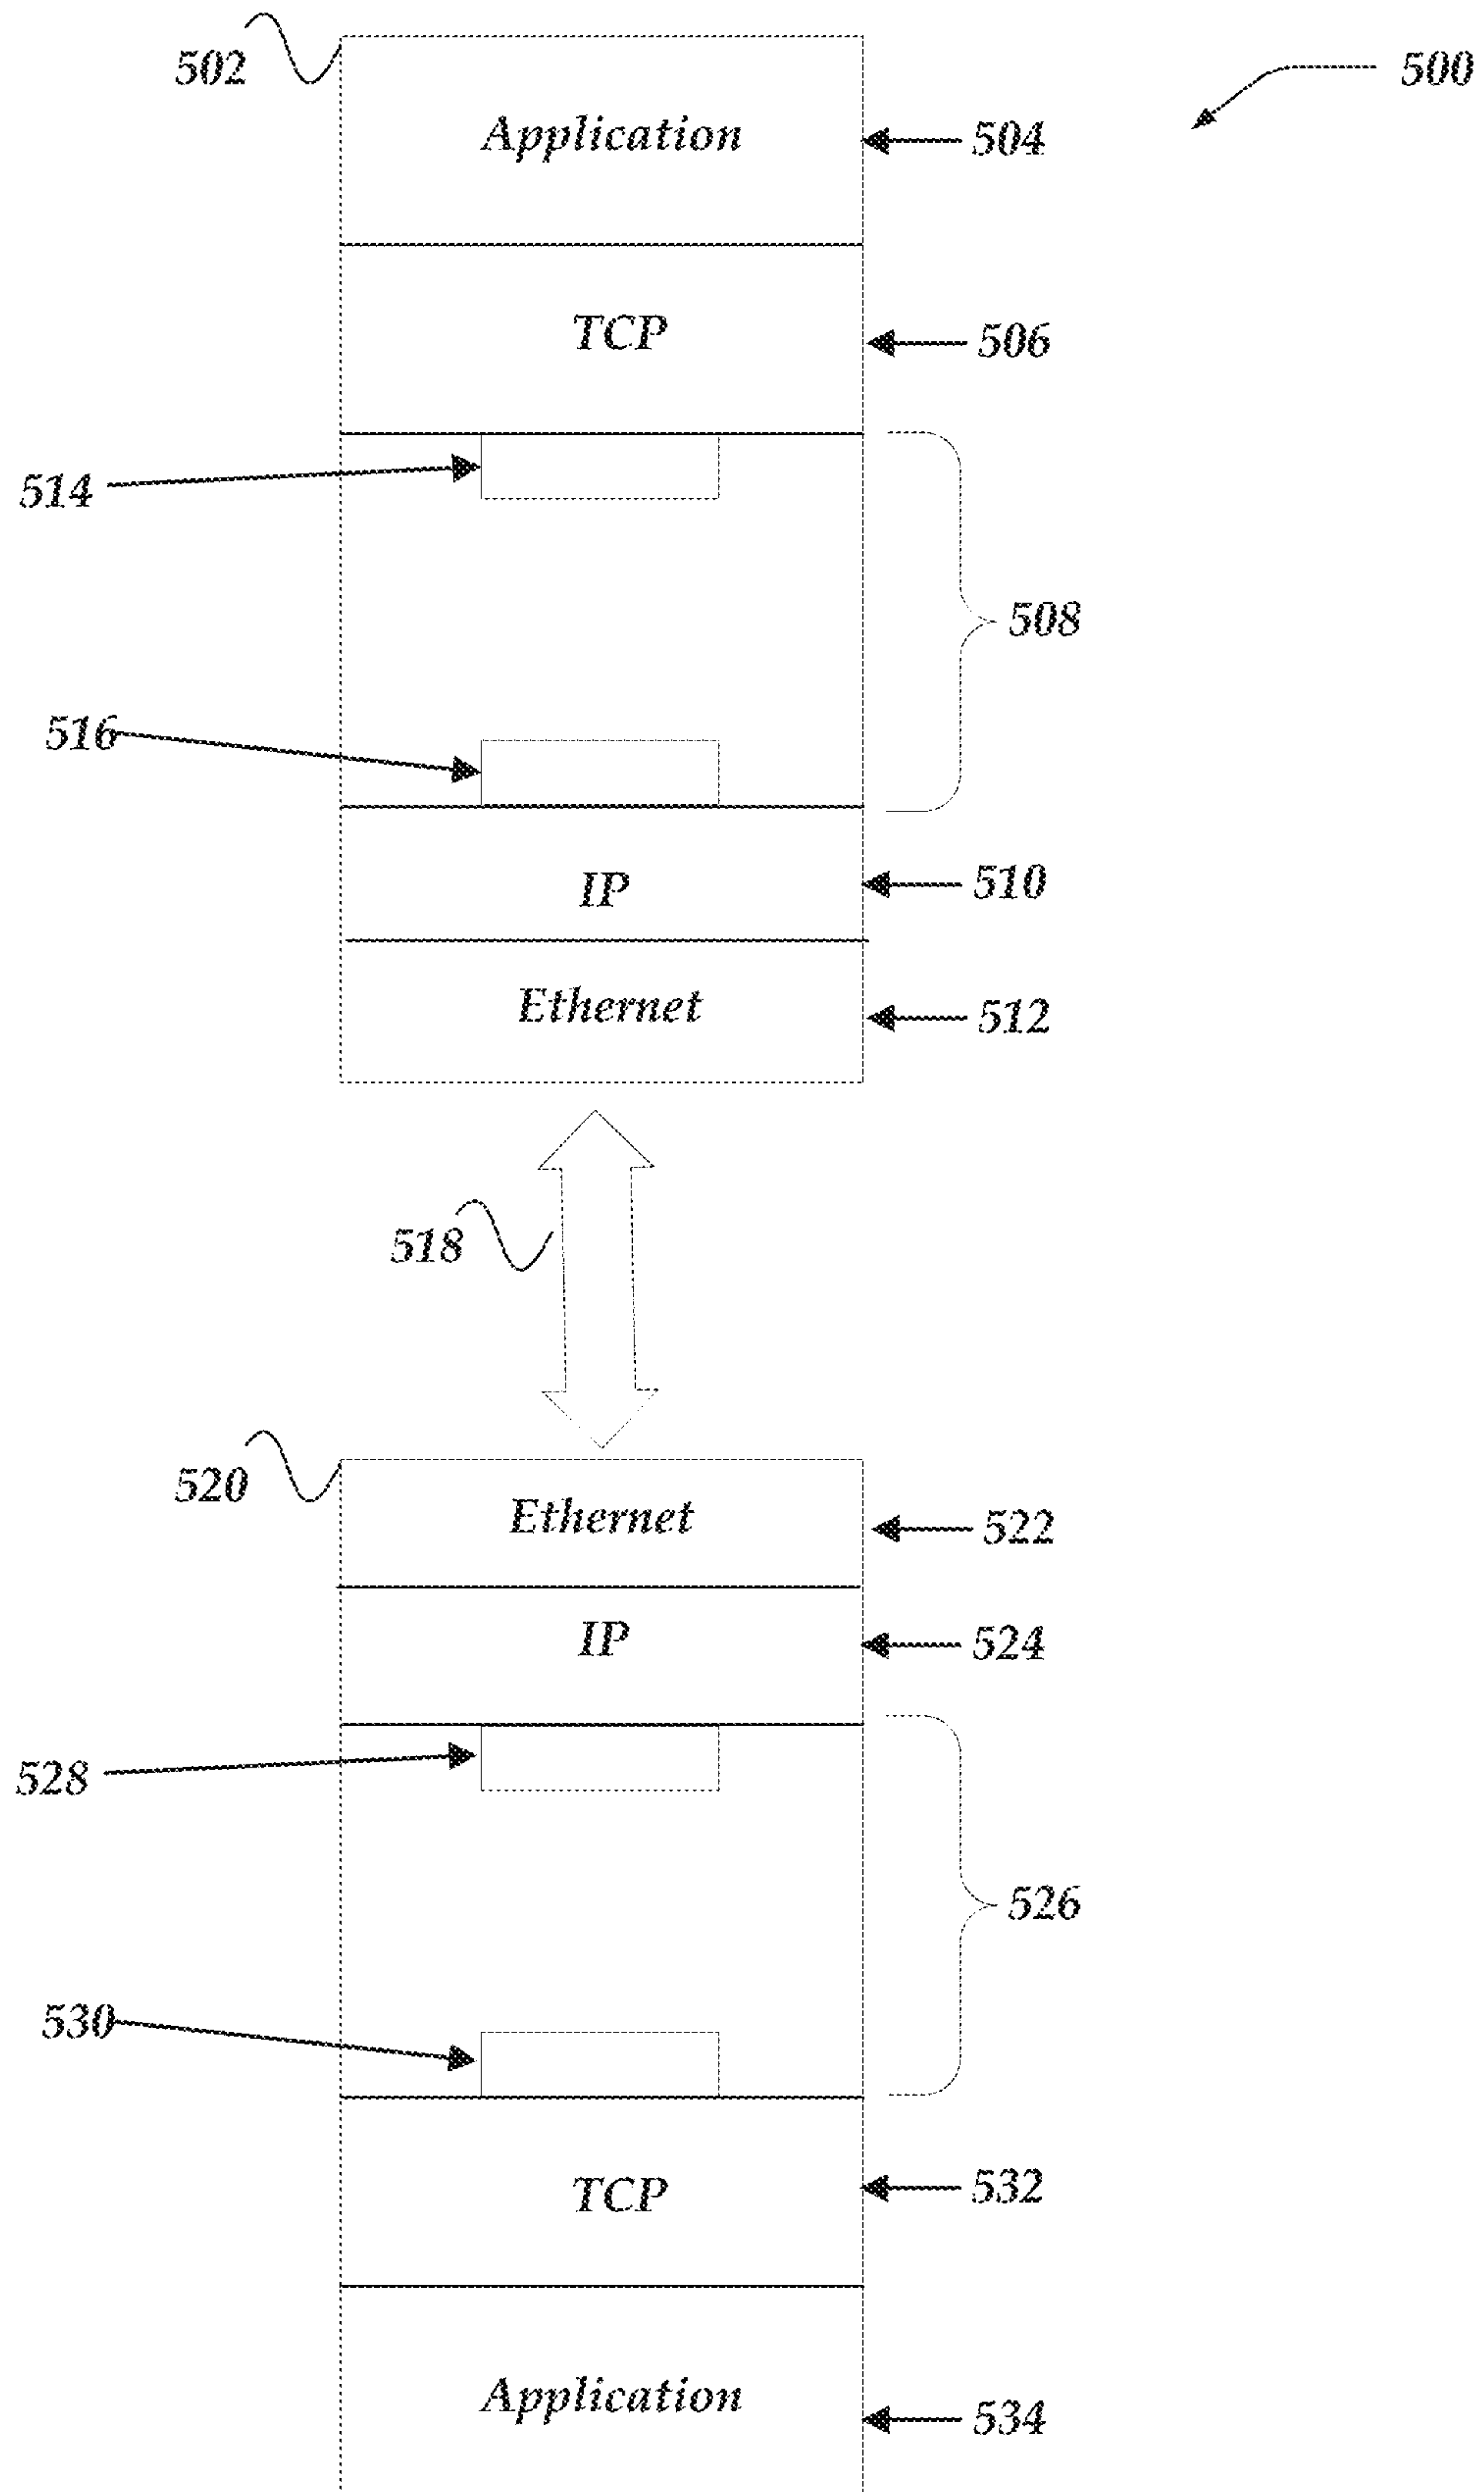 502
500
Application
504
TCP
506
514
508
516
IP
510
Ethernet
512
518
520
Ethernet
522
IP
524
528
526
530
TCP
532
Application
534